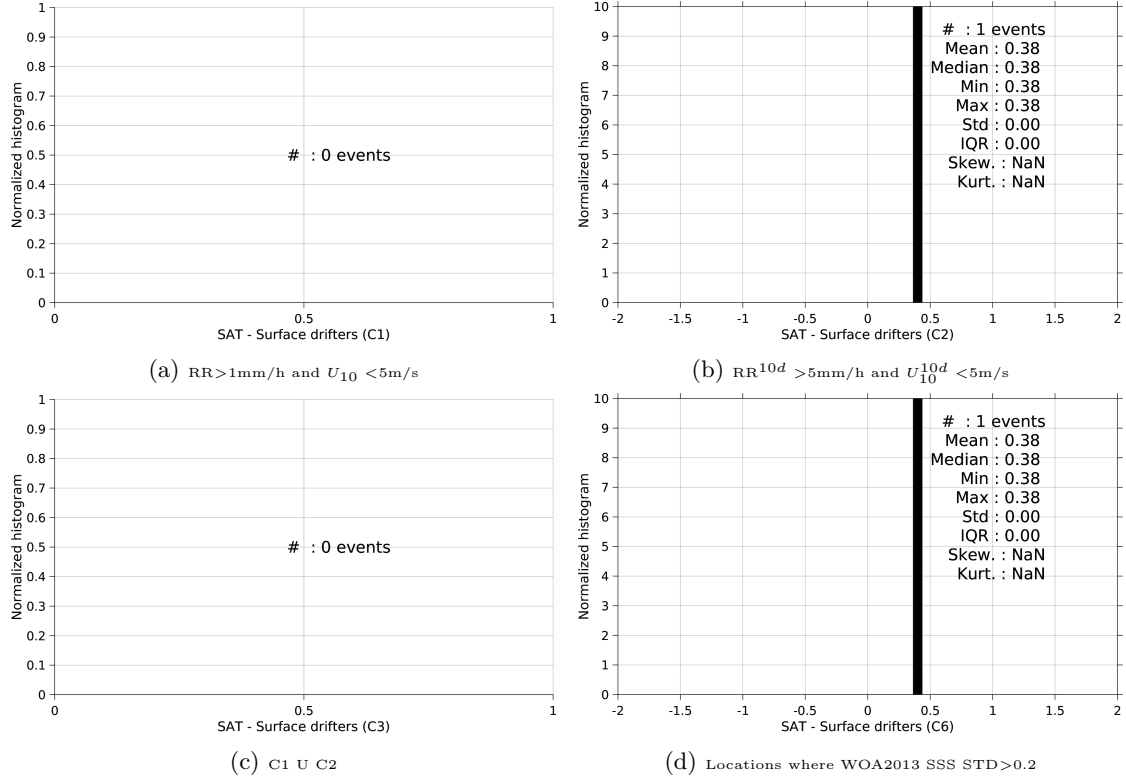 1
0.9
0.8
0.7
0.6
0.5
0.4
0.3
0.2
0.1
0
Normalized histogram
# : 0 events
0 0.5 1
SAT - Surface drifters (C1)
(a) RR>1mm/h and U10 <5m/s
10
9
8
7
6
5
4
3
2
1
0
Normalized histogram
# : 1 events
Mean : 0.38
Median : 0.38
Min : 0.38
Max : 0.38
Std : 0.00
IQR : 0.00
Skew. : NaN
Kurt. : NaN
-2 -1.5 -1 -0.5 0 0.5 1 1.5 2
SAT - Surface drifters (C2)
(b) RR^10d >5mm/h and U10^10d <5m/s
1
0.9
0.8
0.7
0.6
0.5
0.4
0.3
0.2
0.1
0
Normalized histogram
# : 0 events
0 0.5 1
SAT - Surface drifters (C3)
(c) C1 U C2
10
9
8
7
6
5
4
3
2
1
0
Normalized histogram
# : 1 events
Mean : 0.38
Median : 0.38
Min : 0.38
Max : 0.38
Std : 0.00
IQR : 0.00
Skew. : NaN
Kurt. : NaN
-2 -1.5 -1 -0.5 0 0.5 1 1.5 2
SAT - Surface drifters (C6)
(d) Locations where WOA2013 SSS STD>0.2